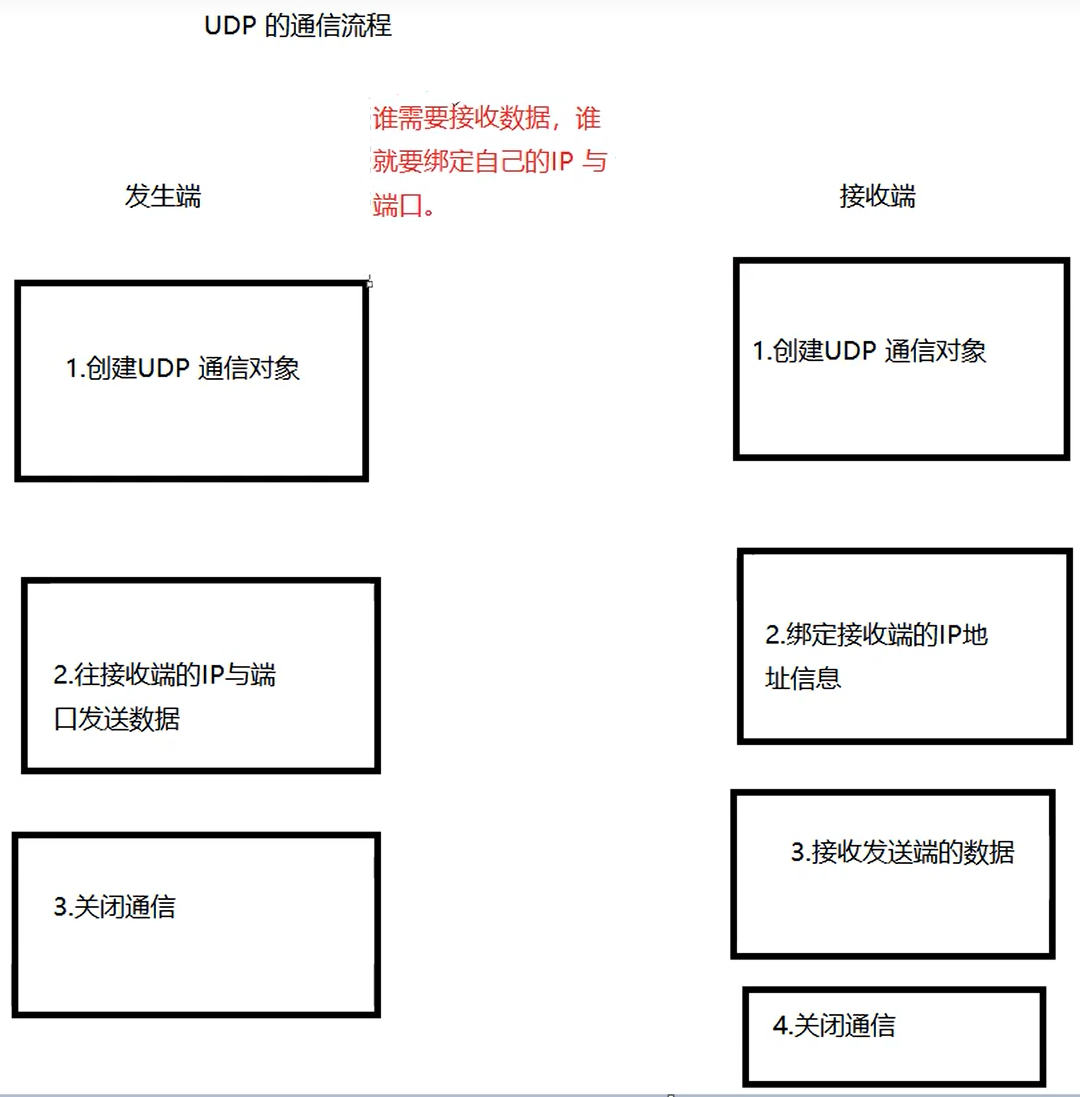 UDP 的通信流程
谁需要接收数据，谁
就要绑定自己的IP 与
端口。
发生端
接收端
1.创建UDP 通信对象
2.往接收端的IP与端
口发送数据
3.关闭通信
1.创建UDP 通信对象
2.绑定接收端的IP地
址信息
3.接收发送端的数据
4.关闭通信